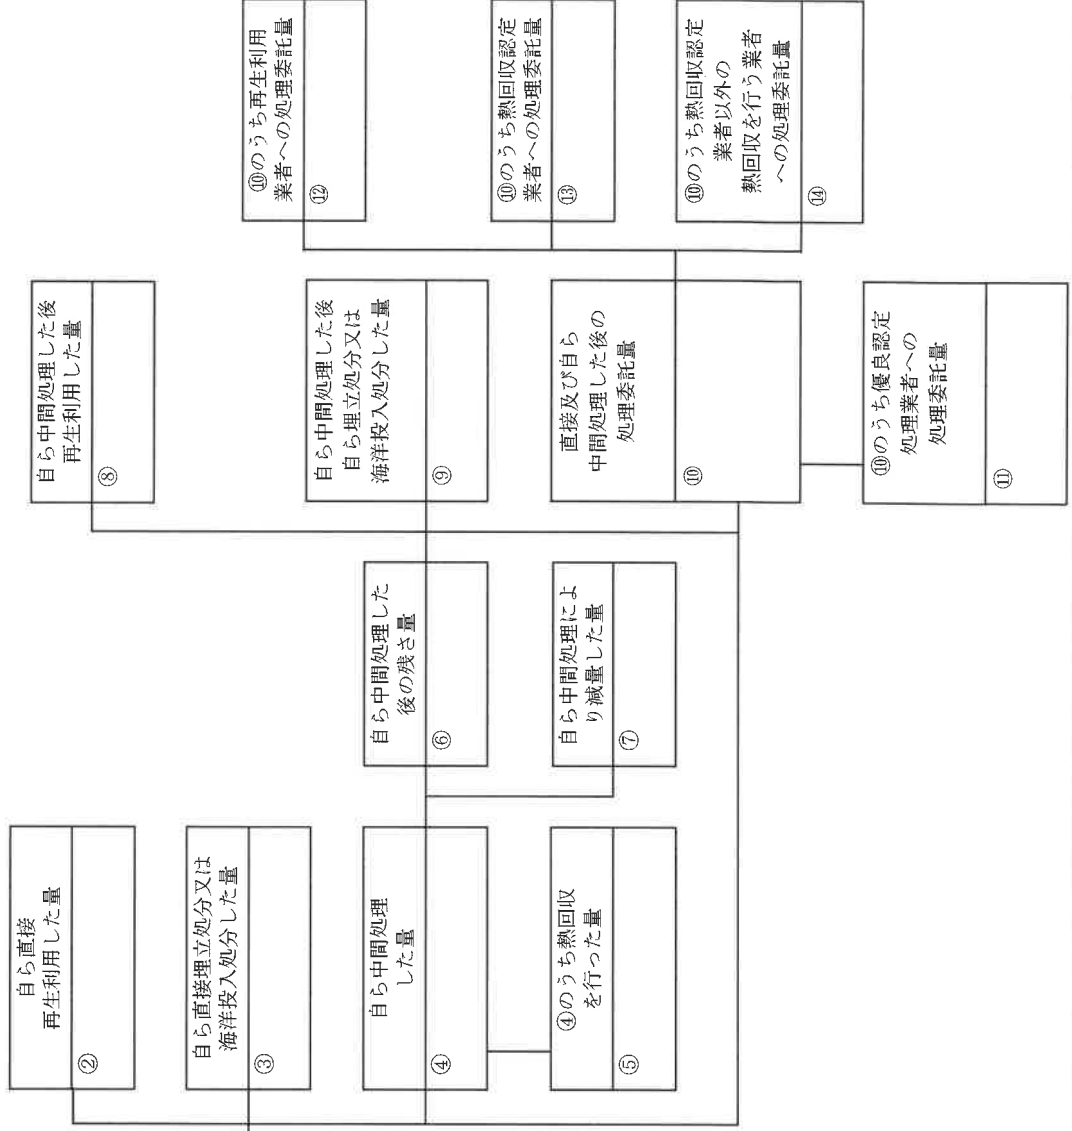 自ら直接
再生利用した量
②
自ら直接埋立処分又は
海洋投入処分した量
③
自ら中間処理
した量
④
④のうち熱回収
を行った量
⑤
自ら中間処理した
後の残さ量
⑥
自ら中間処理によ
り減量した量
⑦
自ら中間処理した後
再生利用した量
⑧
自ら中間処理した後
自ら埋立処分又は
海洋投入処分した量
⑨
直接及び自ら
中間処理した後の
処理委託量
⑩
⑩のうち優良認定
処理業者への
処理委託量
⑪
⑩のうち再生利用
業者への処理委託量
⑫
⑩のうち熱回収認定
業者への処理委託量
⑬
⑩のうち熱回収認定
業者以外の
熱回収を行う業者
への処理委託量
⑭